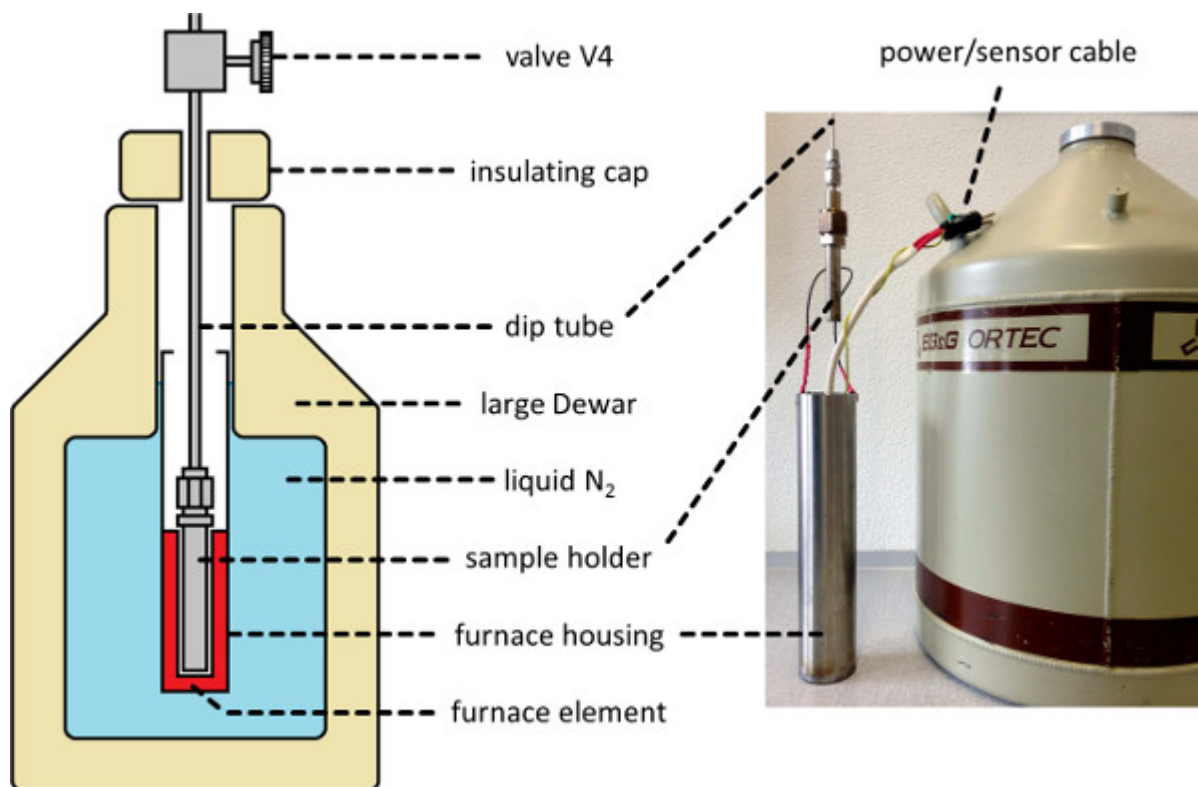 valve V4
power/sensor cable
insulating cap
dip tube
EG&G ORTEC
large Dewar
liquid N₂
sample holder
furnace housing
furnace element